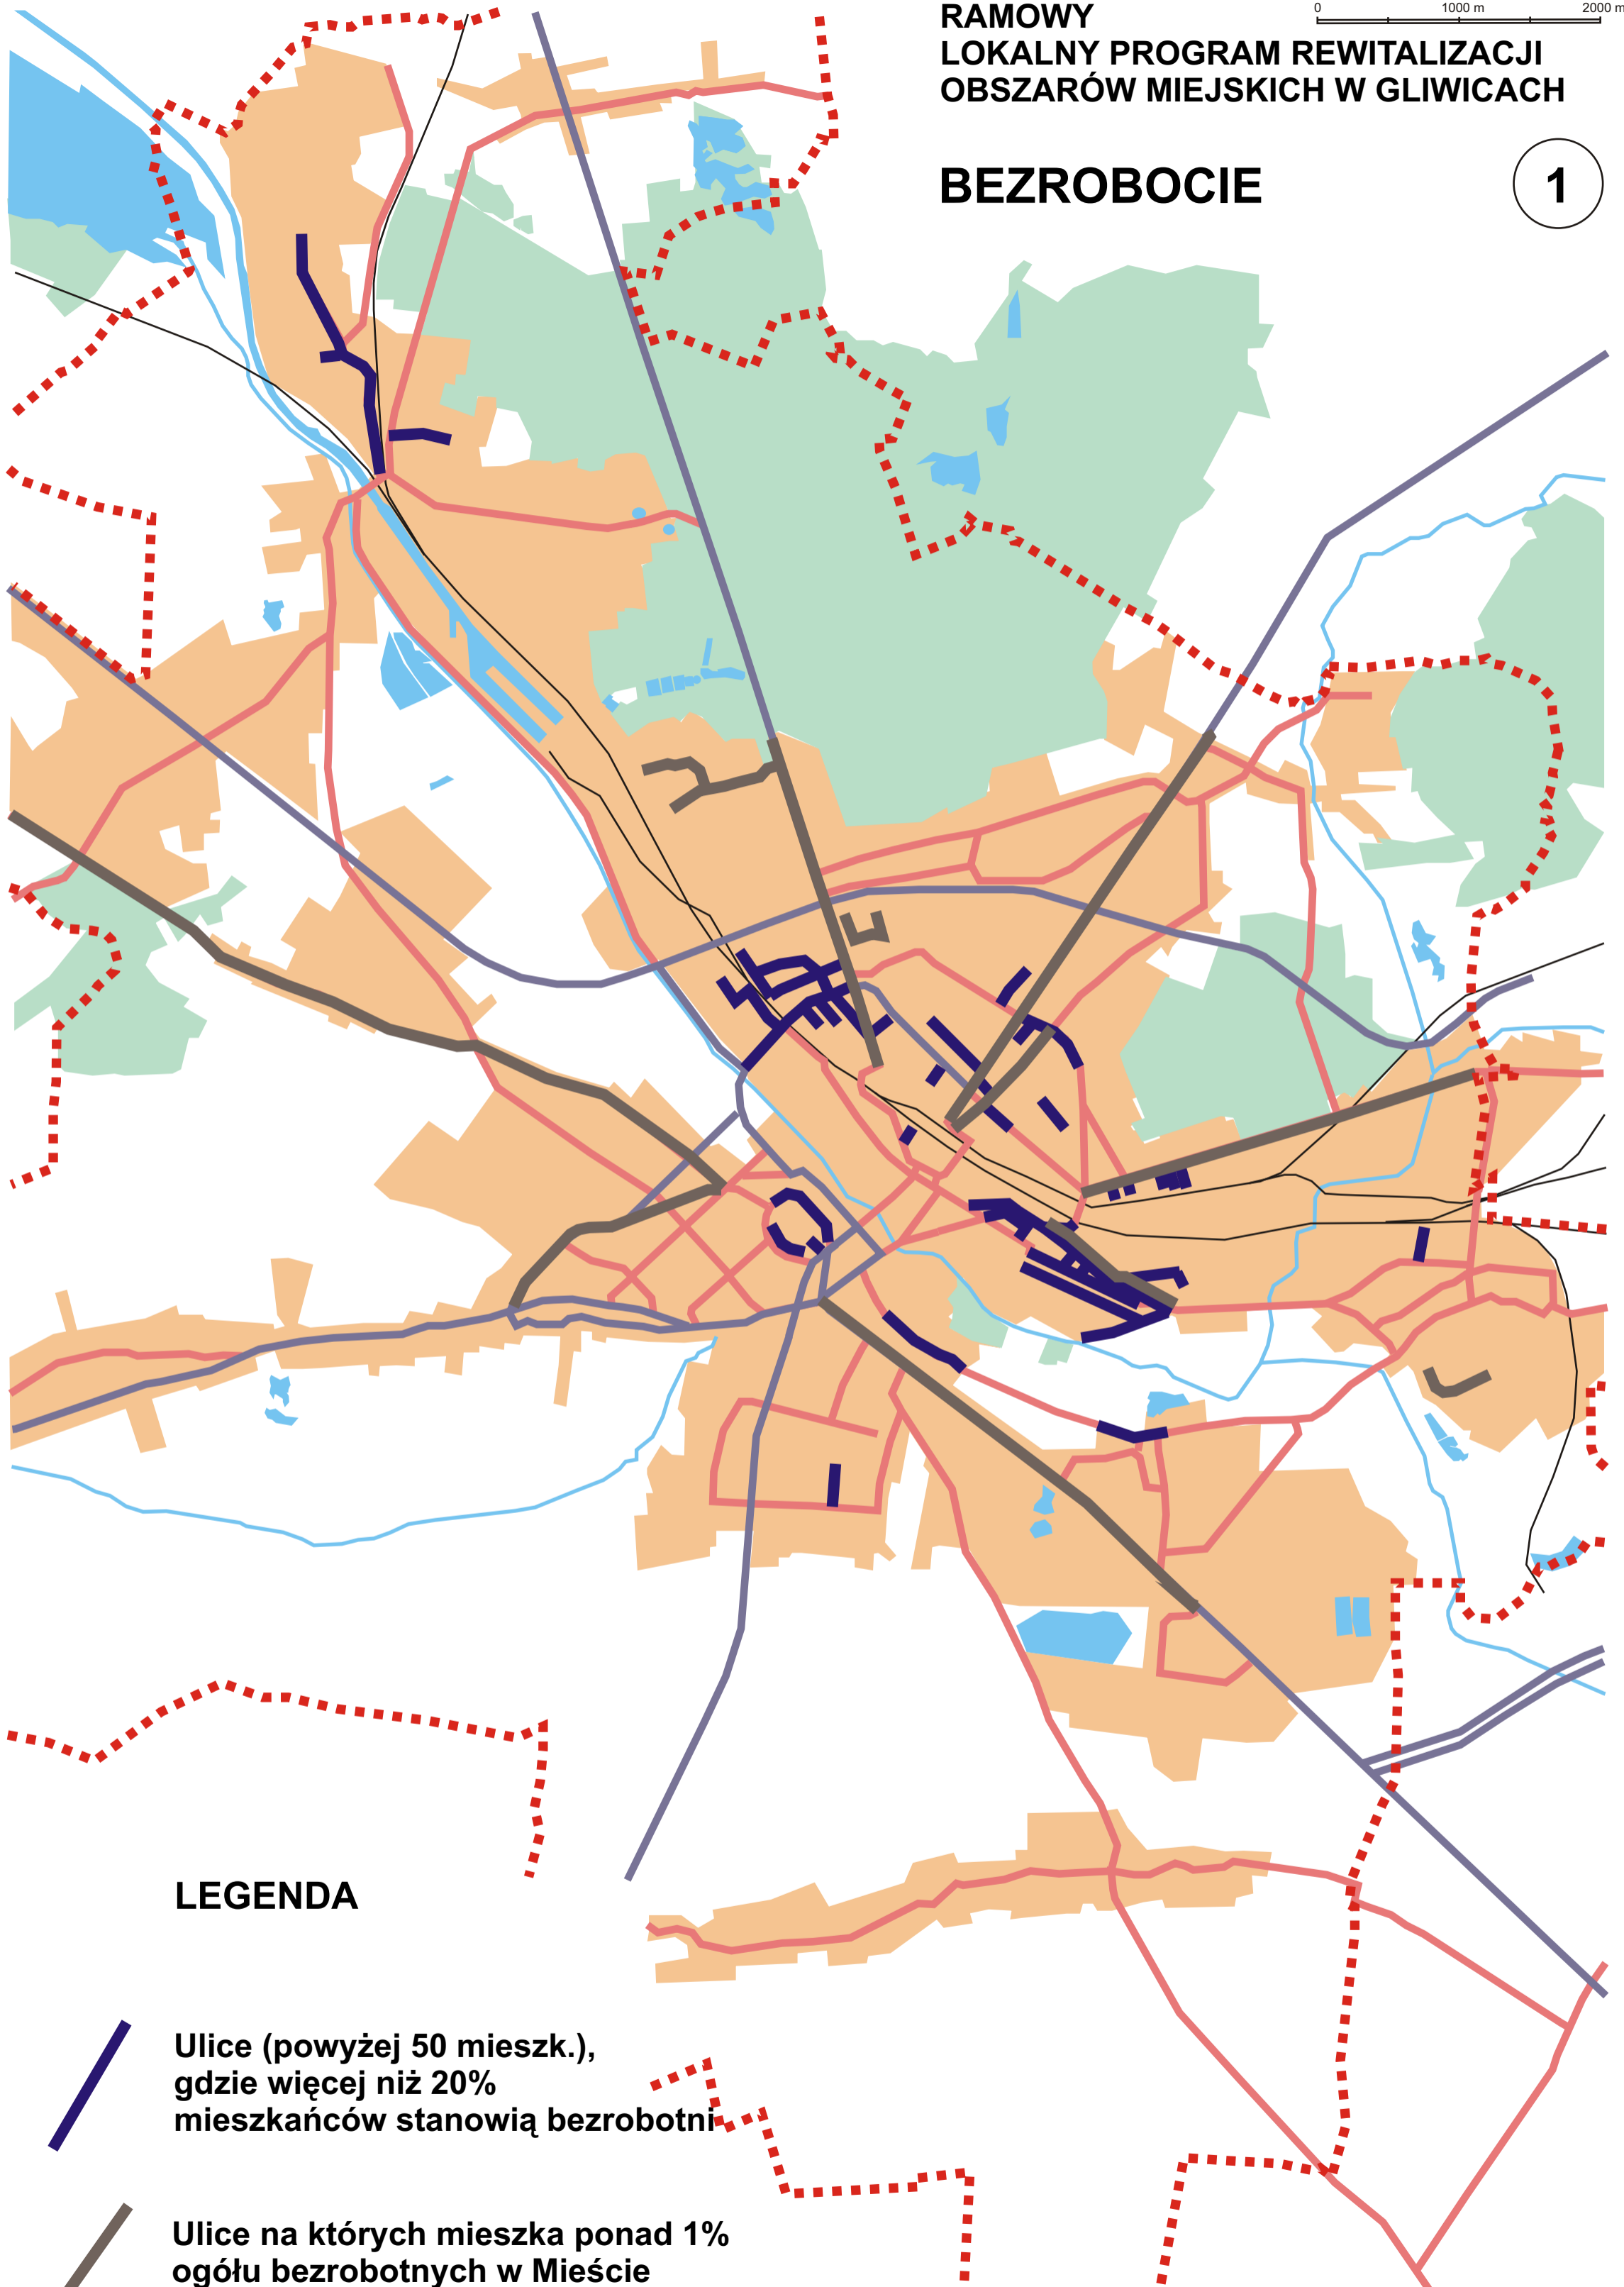 RAMOWY
LOKALNY PROGRAM REWITALIZACJI
OBSZARÓW MIEJSKICH W GLIWICACH
0 1000 m 2000 m
BEZROBOCIE
1
LEGENDA
Ulice (powyżej 50 mieszk.),
gdzie więcej niż 20%
mieszkańców stanowią bezrobotni
Ulice na których mieszka ponad 1%
ogółu bezrobotnych w Mieście